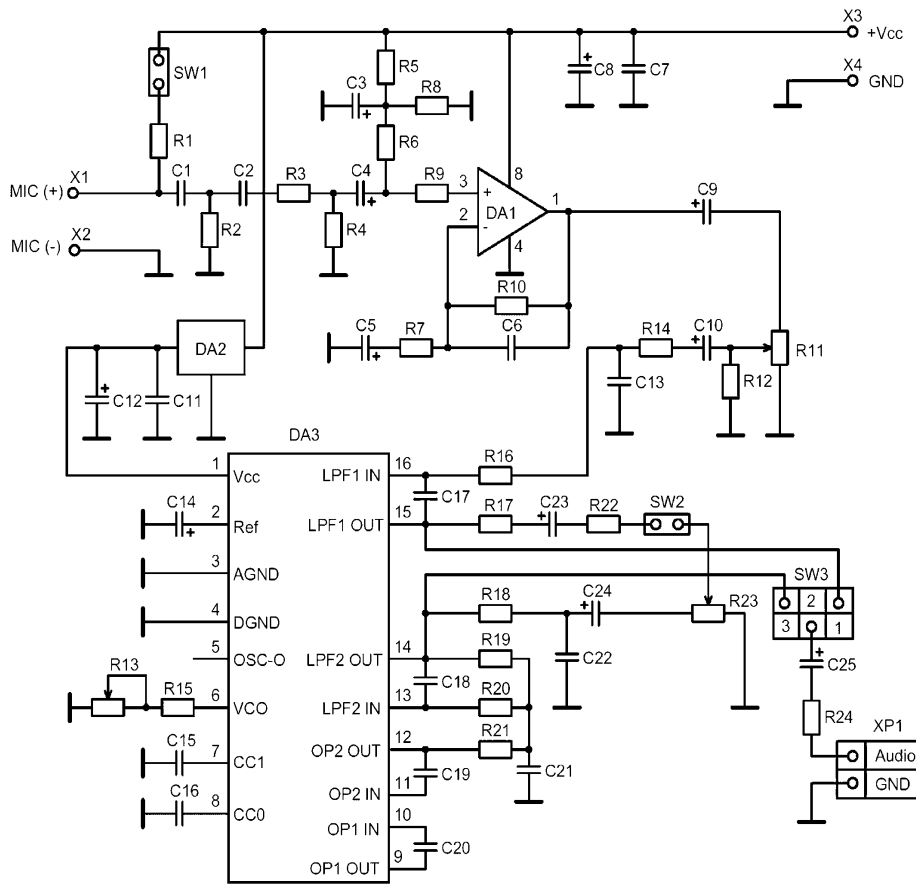 X3
+Vcc
SW1
R5
C3
R8
C8
C7
X4
GND
R1
R6
X1
MIC (+)
C1
C2
R3
C4
R9
3
+
8
DA1
1
C9
R2
R4
2
-
4
X2
MIC (-)
R10
C5
R7
C6
R14
C10
R11
DA2
C13
R12
C12
C11
DA3
1
Vcc
LPF1 IN
16
R16
C17
C14
2
Ref
LPF1 OUT
15
R17
C23
R22
SW2
3
AGND
SW3
2
3
1
4
DGND
R18
C24
R23
5
OSC-O
LPF2 OUT
14
R19
C22
C25
R13
R15
6
VCO
C18
LPF2 IN
13
R20
R24
XP1
C15
7
CC1
OP2 OUT
12
R21
Audio
C19
C21
GND
C16
8
CC0
OP2 IN
11
OP1 IN
10
C20
OP1 OUT
9